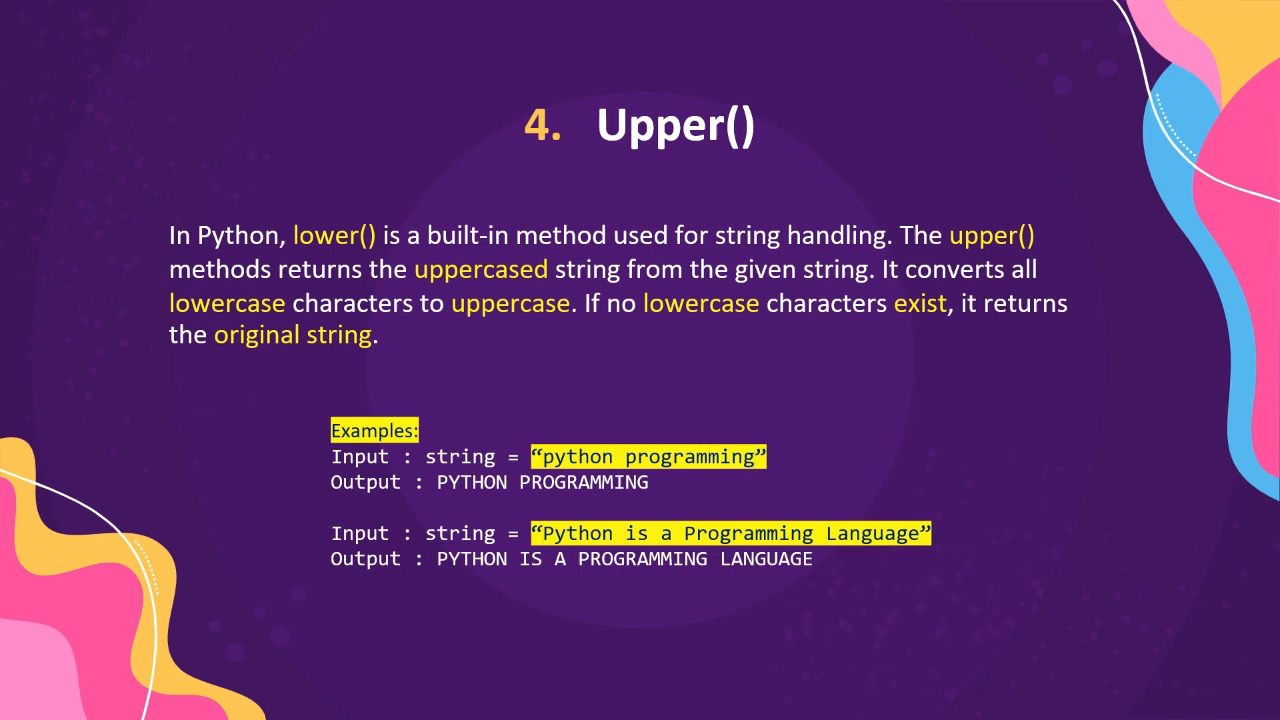 4. Upper()
In Python, lower() is a built-in method used for string handling. The upper()
methods returns the uppercased string from the given string. It converts all
lowercase characters to uppercase. If no lowercase characters exist, it returns
the original string.
Examples:
Input : string = “python programming”
Output : PYTHON PROGRAMMING
Input : string = “Python is a Programming Language”
Output : PYTHON IS A PROGRAMMING LANGUAGE